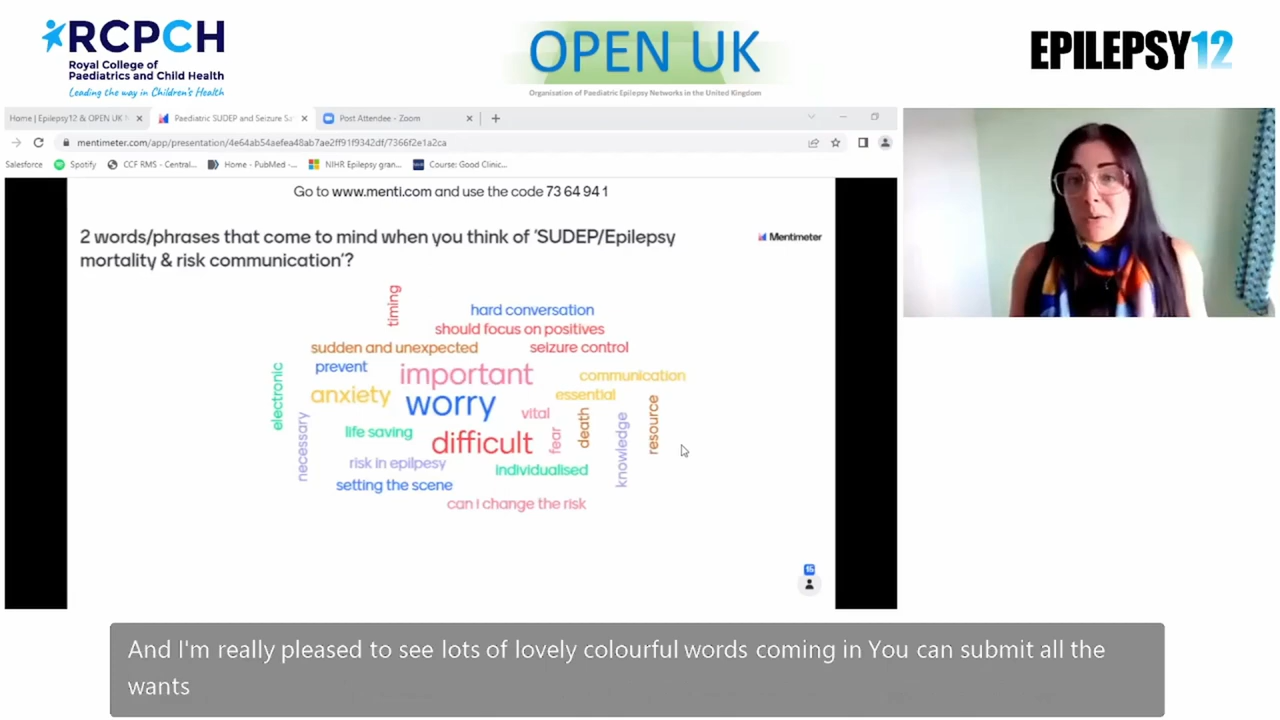 RCPCH
Royal College of
Paediatrics and Child Health
Leading the way in Children's Health
OPEN UK
Organisation of Paediatric Epilepsy Networks in the United Kingdom
EPILEPSY12
Home | Epilepsy12 & OPEN UK
Paediatric SUDEP and Seizure Sa
Post Attendee - Zoom
mentimeter.com/app/presentation/4e64ab54aefea48ab7ae2ff91f9342df/7366f2e1a2ca
Salesforce
Spotify
CCF RMS - Central...
Home - PubMed -...
NIHR Epilepsy gran...
Course: Good Clinic...
Go to www.menti.com and use the code 73 64 94 1
2 words/phrases that come to mind when you think of 'SUDEP/Epilepsy
mortality & risk communication'?
Mentimeter
timing
hard conversation
should focus on positives
sudden and unexpected
seizure control
prevent
important
communication
electronic
anxiety
essential
worry
vital
necessary
life saving
difficult
fear
death
knowledge
resource
risk in epilpesy
individualised
setting the scene
can i change the risk
15
And I'm really pleased to see lots of lovely colourful words coming in You can submit all the
wants